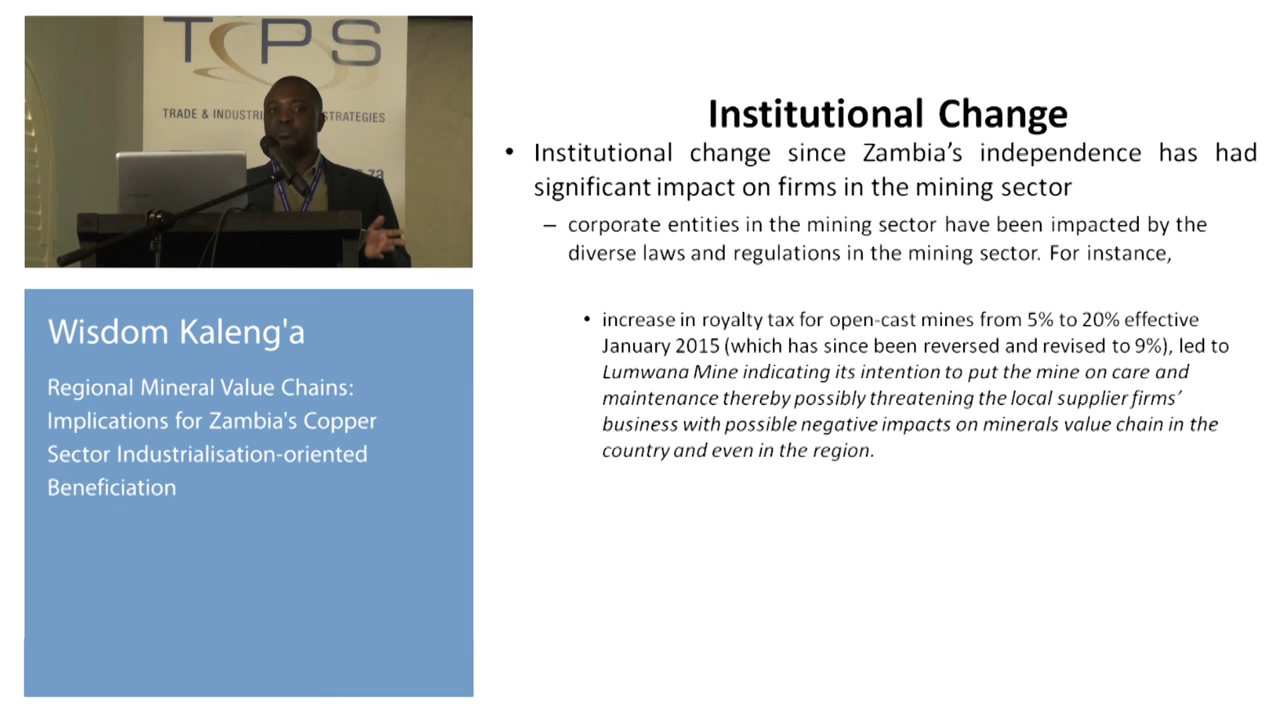 TIPS
TRADE & INDUSTRI STRATEGIES
.za
Wisdom Kaleng'a
Regional Mineral Value Chains:
Implications for Zambia's Copper
Sector Industrialisation-oriented
Beneficiation
Institutional Change
• Institutional change since Zambia’s independence has had
significant impact on firms in the mining sector
– corporate entities in the mining sector have been impacted by the
diverse laws and regulations in the mining sector. For instance,
• increase in royalty tax for open-cast mines from 5% to 20% effective
January 2015 (which has since been reversed and revised to 9%), led to
Lumwana Mine indicating its intention to put the mine on care and
maintenance thereby possibly threatening the local supplier firms’
business with possible negative impacts on minerals value chain in the
country and even in the region.